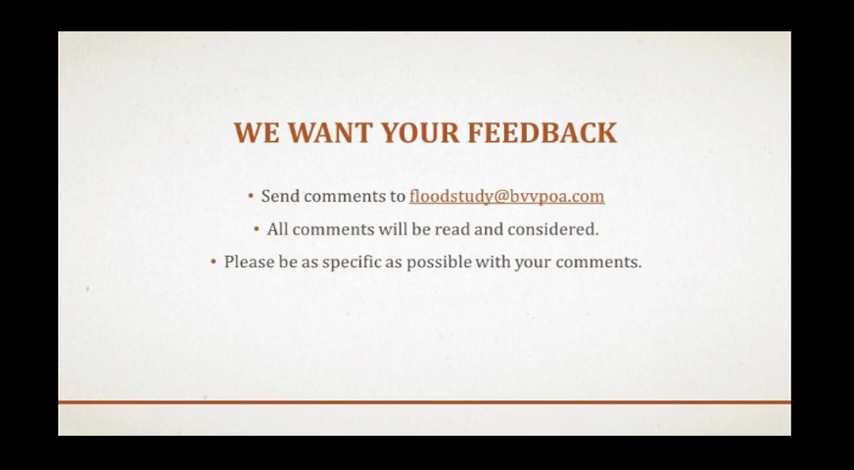 WE WANT YOUR FEEDBACK
• Send comments to floodstudy@bvvpoa.com
• All comments will be read and considered.
• Please be as specific as possible with your comments.